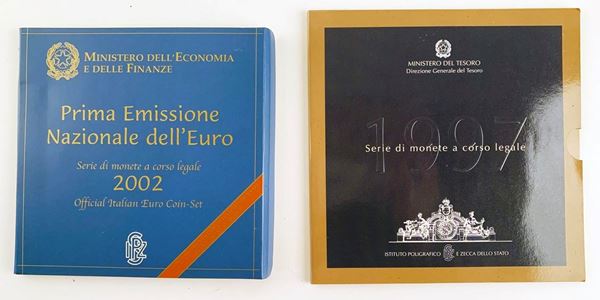 MINISTERO DELL'ECONOMIA
E DELLE FINANZE
Prima Emissione
Nazionale dell'Euro
Serie di monete a corso legale
2002
Official Italian Euro Coin-Set
MINISTERO DEL TESORO
Direzione Generale del Tesoro
1997
Serie di monete a corso legale
ISTITUTO POLIGRAFICO E ZECCA DELLO STATO